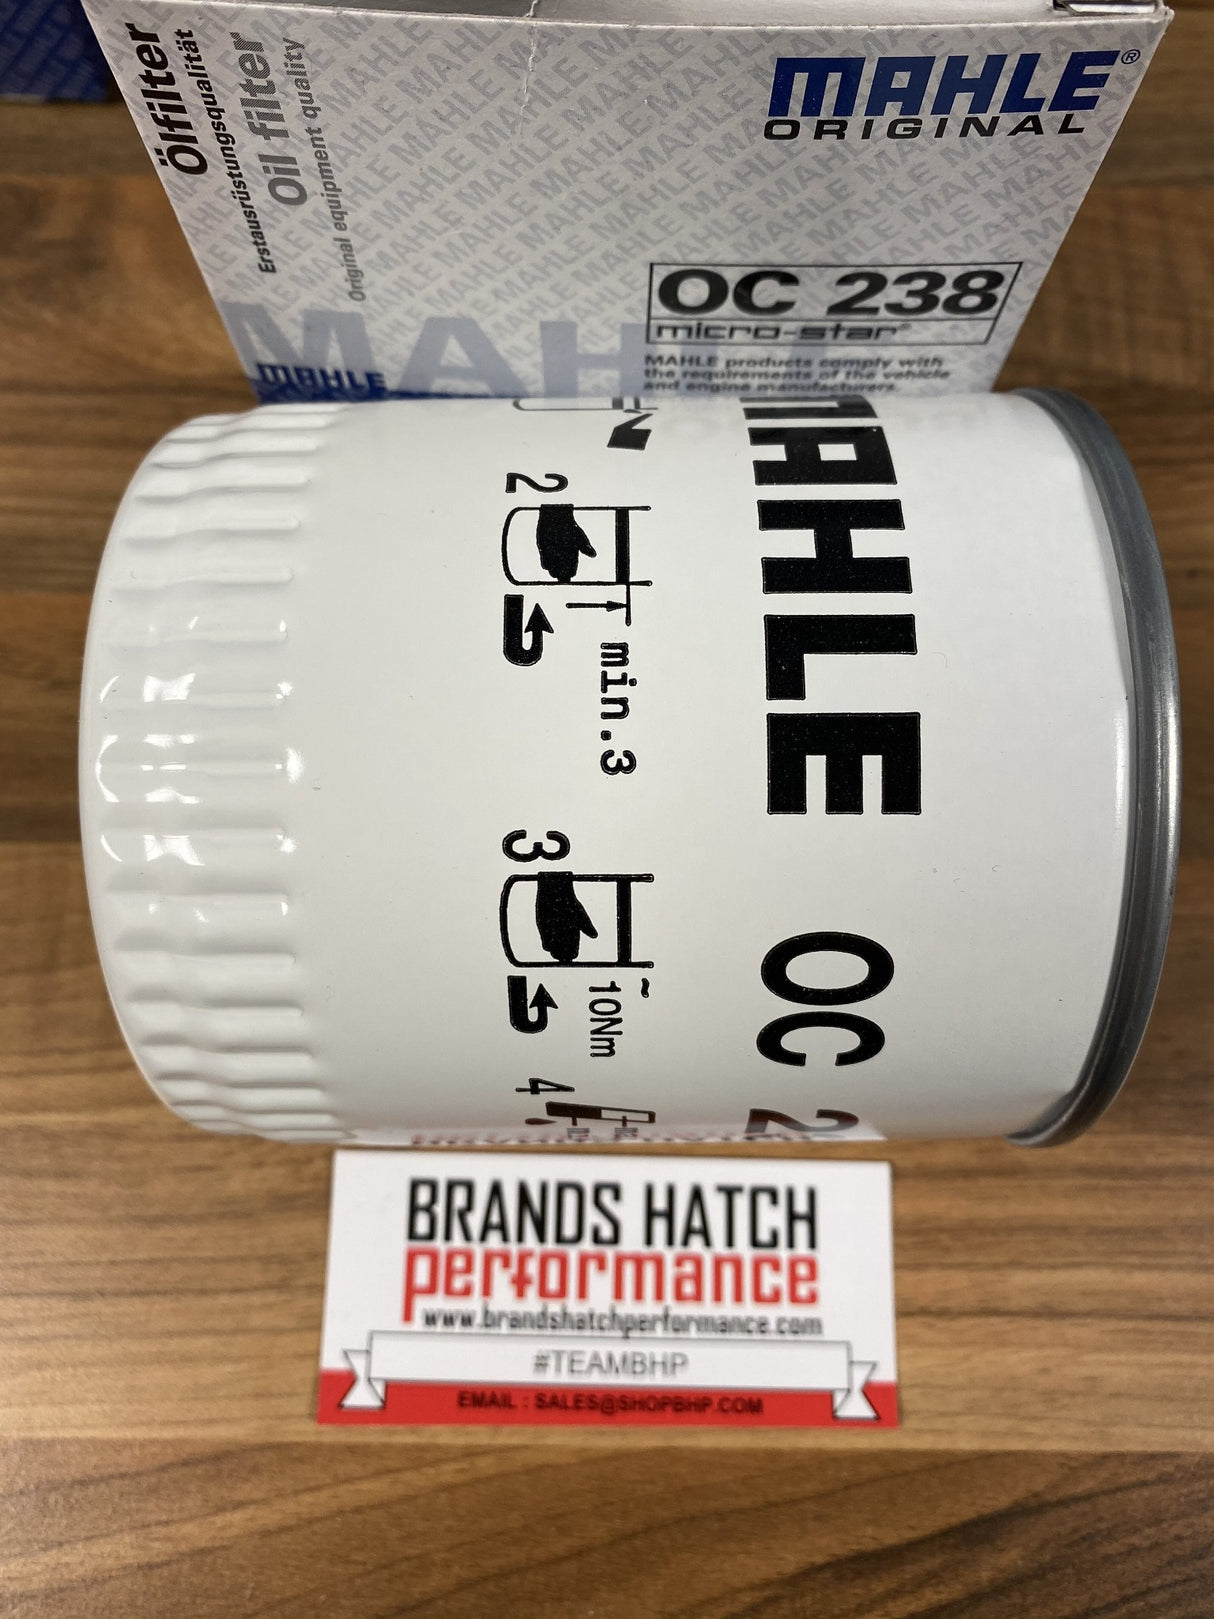 Ölfilter
Erstausrüstungsqualität
Oil filter
Original equipment quality
MAHLE®
ORIGINAL
OC 238
micro-star®
MAHLE products comply with
the requirements of the vehicle
and engine manufacturers.
MAHLE
MAHLE OC 2
2
min.3
3
~10Nm
4
BRANDS HATCH
performance
www.brandshatchperformance.com
#TEAMBHP
EMAIL : SALES@SHOPBHP.COM